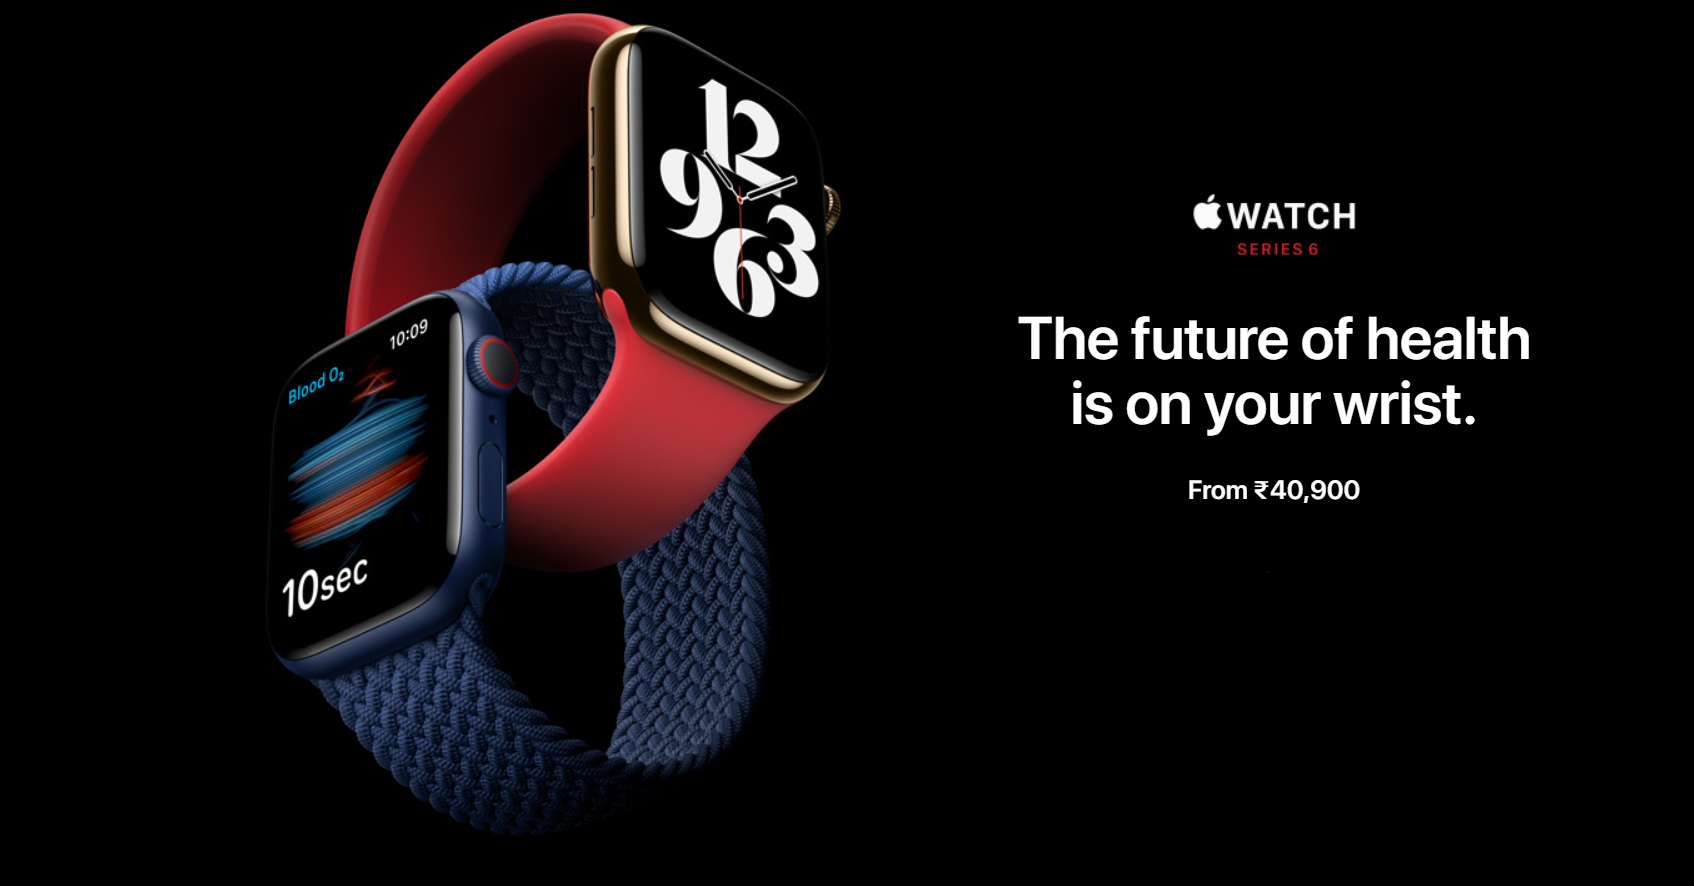 12
9
3
6
10:09
Blood O₂
10sec
WATCH
SERIES 6
The future of health
is on your wrist.
From ₹40,900